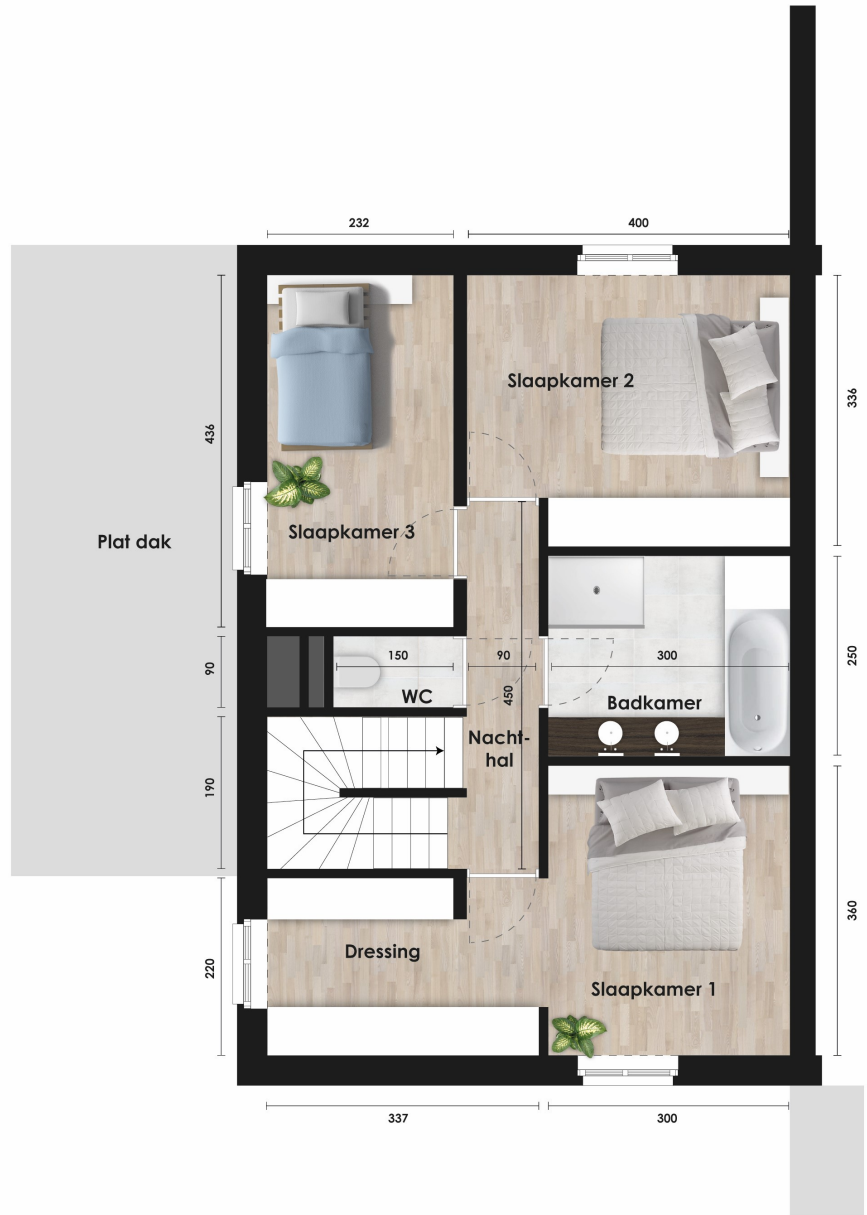 232
400
436
336
Slaapkamer 2
Slaapkamer 3
Plat dak
90
150
WC
90
450
300
Badkamer
250
Nacht-
hal
190
360
220
Dressing
Slaapkamer 1
337
300